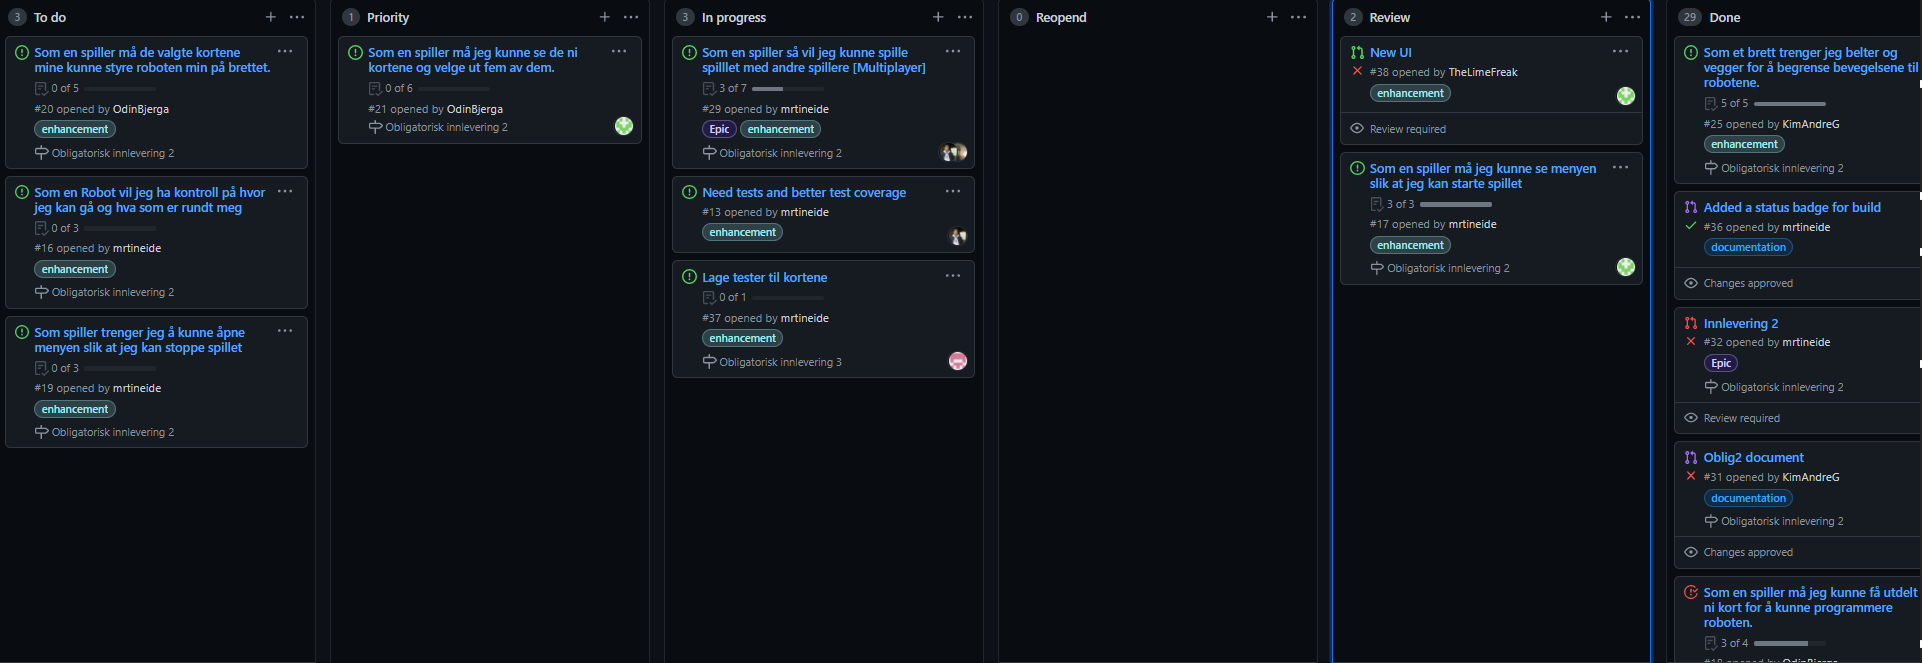 3 To do
Som en spiller må de valgte kortene
mine kunne styre roboten min på brettet.
0 of 5
#20 opened by OdinBjerga
enhancement
Obligatorisk innlevering 2
Som en Robot vil jeg ha kontroll på hvor
jeg kan gå og hva som er rundt meg
0 of 3
#16 opened by mrtineide
enhancement
Obligatorisk innlevering 2
Som spiller trenger jeg å kunne åpne
menyen slik at jeg kan stoppe spillet
0 of 3
#19 opened by mrtineide
enhancement
Obligatorisk innlevering 2
1 Priority
Som en spiller må jeg kunne se de ni
kortene og velge ut fem av dem.
0 of 6
#21 opened by OdinBjerga
Obligatorisk innlevering 2
3 In progress
Som en spiller så vil jeg kunne spille
spilllet med andre spillere [Multiplayer]
3 of 7
#29 opened by mrtineide
Epic enhancement
Obligatorisk innlevering 2
Need tests and better test coverage
#13 opened by mrtineide
enhancement
Lage tester til kortene
0 of 1
#37 opened by mrtineide
enhancement
Obligatorisk innlevering 3
0 Reopend
2 Review
New UI
#38 opened by TheLimeFreak
enhancement
Review required
Som en spiller må jeg kunne se menyen
slik at jeg kan starte spillet
3 of 3
#17 opened by mrtineide
enhancement
Obligatorisk innlevering 2
29 Done
Som et brett trenger jeg belter og
vegger for å begrense bevegelsene til
robotene.
5 of 5
#25 opened by KimAndreG
enhancement
Obligatorisk innlevering 2
Added a status badge for build
#36 opened by mrtineide
documentation
Changes approved
Innlevering 2
#32 opened by mrtineide
Epic
Obligatorisk innlevering 2
Review required
Oblig2 document
#31 opened by KimAndreG
documentation
Obligatorisk innlevering 2
Changes approved
Som en spiller må jeg kunne få utdelt
ni kort for å kunne programmere
roboten.
3 of 4
#18 opened by OdinBjerga